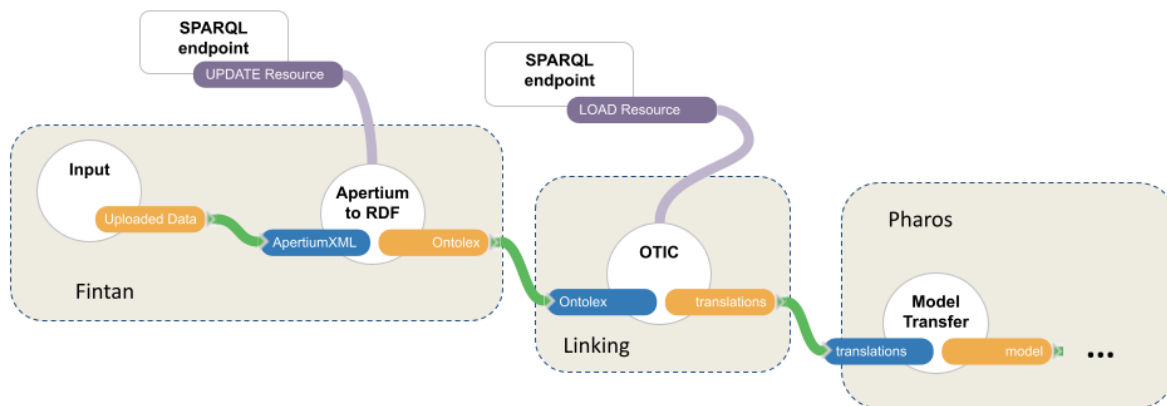 SPARQL
endpoint
UPDATE Resource
SPARQL
endpoint
LOAD Resource
Input
Uploaded Data
Apertium
to RDF
ApertiumXML
Ontolex
Fintan
OTIC
Ontolex
translations
Linking
Pharos
Model
Transfer
translations
model
...